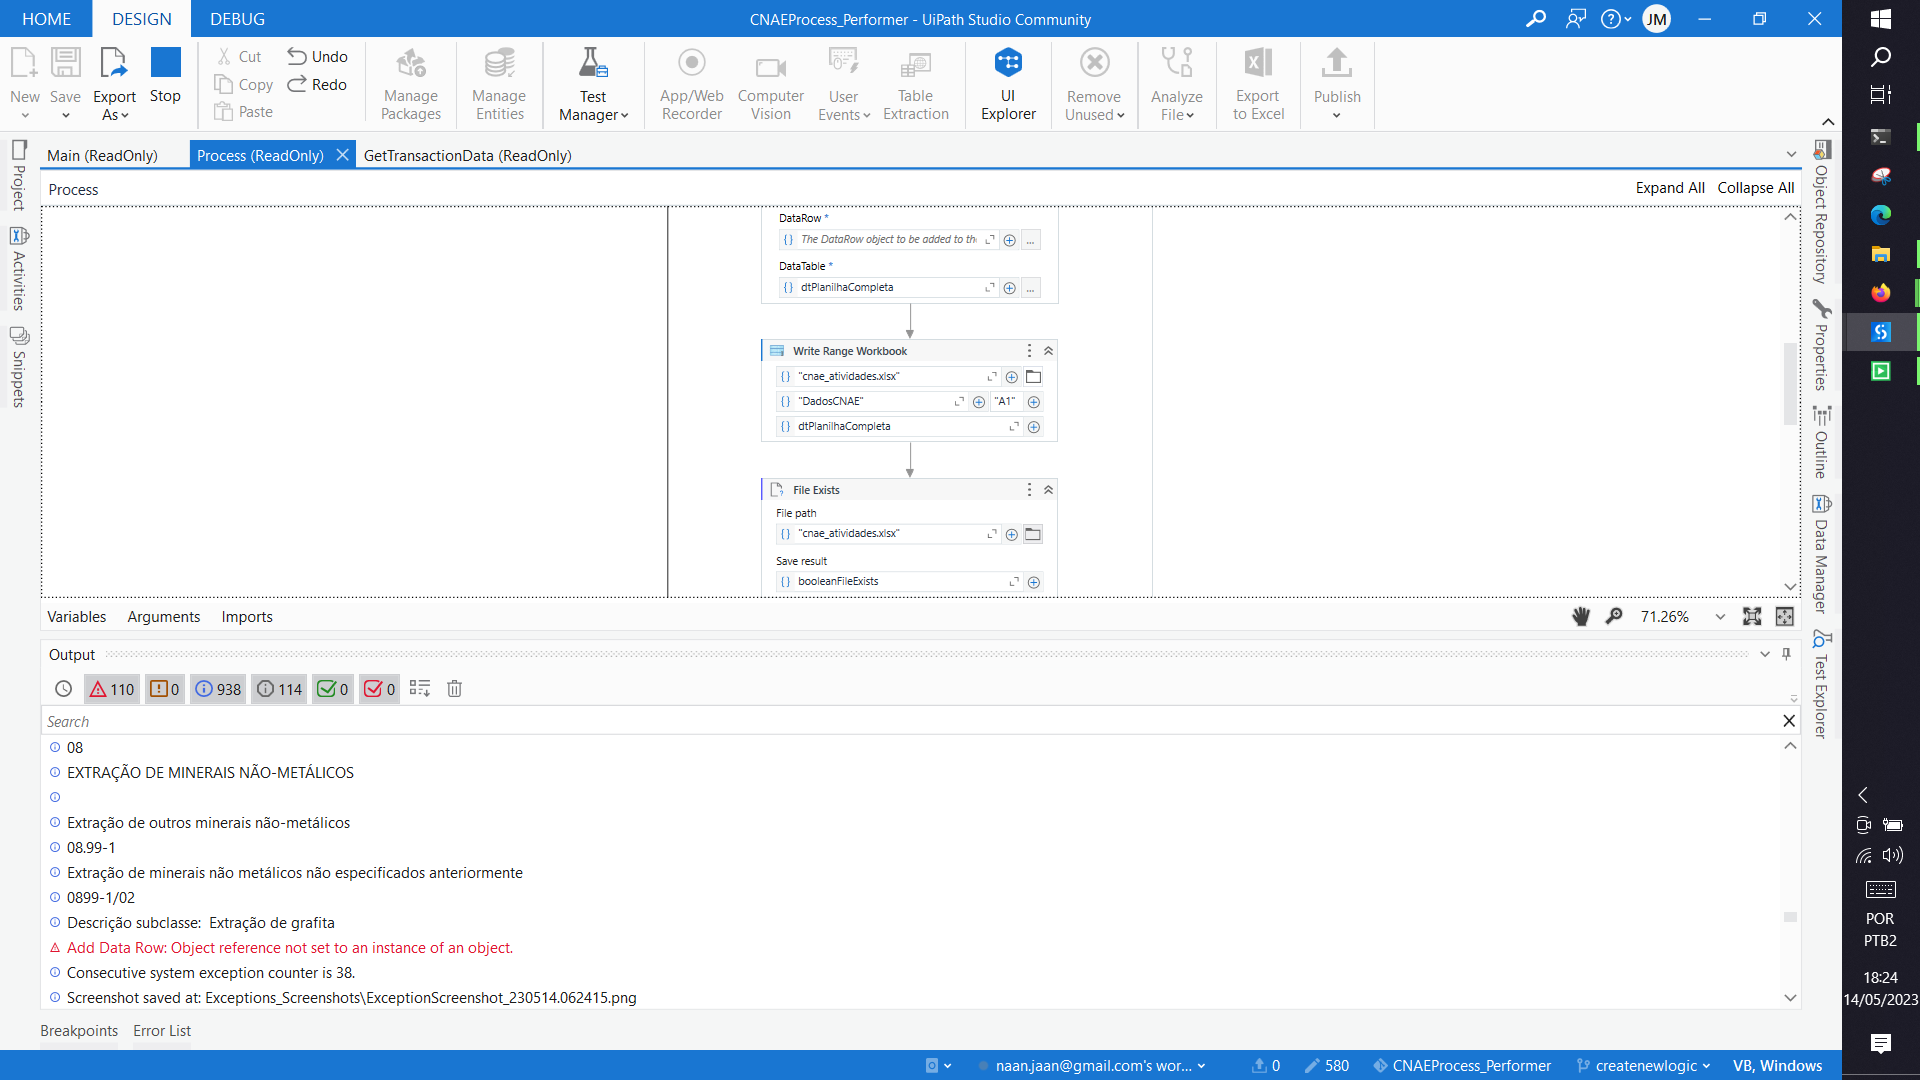 HOME DESIGN DEBUG
CNAEProcess_Performer - UiPath Studio Community
JM
New
Save
Export As
Stop
Cut
Copy
Paste
Undo
Redo
Manage Packages
Manage Entities
Test Manager
App/Web Recorder
Computer Vision
User Events
Table Extraction
UI Explorer
Remove Unused
Analyze File
Export to Excel
Publish
Main (ReadOnly)
Process (ReadOnly)
GetTransactionData (ReadOnly)
Process
Expand All Collapse All
Project
Activities
Snippets
DataRow *
The DataRow object to be added to th
...
DataTable *
dtPlanilhaCompleta
...
Write Range Workbook
"cnae_atividades.xlsx"
"DadosCNAE" "A1"
dtPlanilhaCompleta
File Exists
File path
"cnae_atividades.xlsx"
Save result
booleanFileExists
Object Repository
Properties
Outline
Data Manager
Test Explorer
Variables Arguments Imports
71.26%
Output
110 0 938 114 0 0
Search
08
EXTRAÇÃO DE MINERAIS NÃO-METÁLICOS
Extração de outros minerais não-metálicos
08.99-1
Extração de minerais não metálicos não especificados anteriormente
0899-1/02
Descrição subclasse:  Extração de grafita
Add Data Row: Object reference not set to an instance of an object.
Consecutive system exception counter is 38.
Screenshot saved at: Exceptions_Screenshots\ExceptionScreenshot_230514.062415.png
Breakpoints Error List
naan.jaan@gmail.com's wor...
0
580
CNAEProcess_Performer
createnewlogic
VB, Windows
POR
PTB2
18:24
14/05/2023